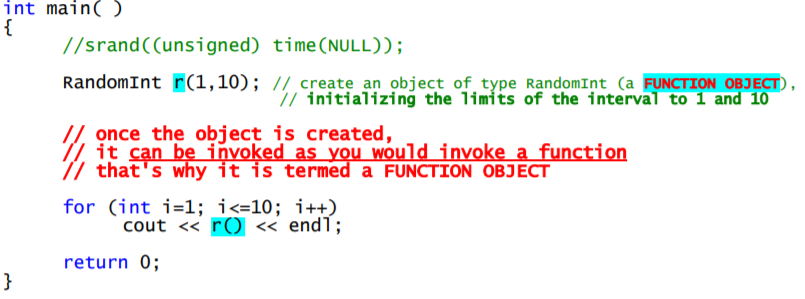 int main( )
{
//srand((unsigned) time(NULL));
RandomInt r(1,10); // create an object of type RandomInt (a FUNCTION OBJECT),
// initializing the limits of the interval to 1 and 10
// once the object is created,
// it can be invoked as you would invoke a function
// that's why it is termed a FUNCTION OBJECT
for (int i=1; i<=10; i++)
cout << r() << endl;
return 0;
}